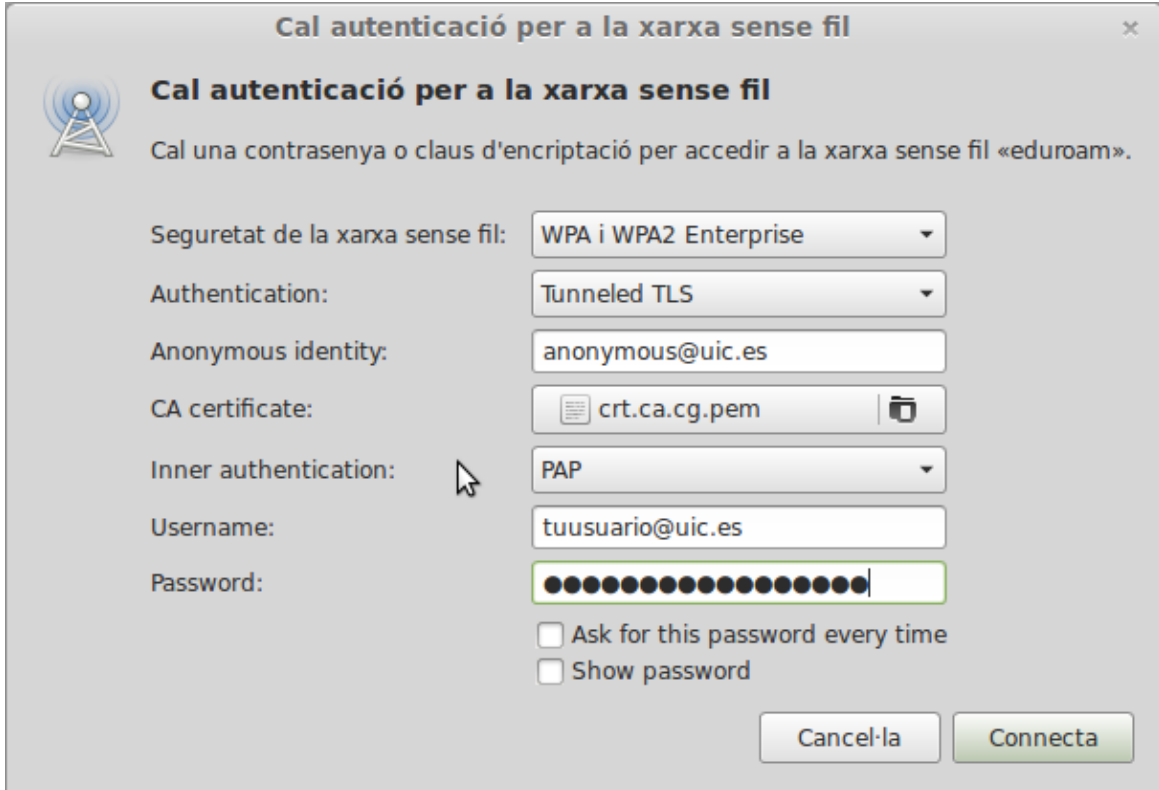 Cal autenticació per a la xarxa sense fil
Cal autenticació per a la xarxa sense fil
Cal una contrasenya o claus d'encriptació per accedir a la xarxa sense fil «eduroam».
Seguretat de la xarxa sense fil: WPA i WPA2 Enterprise
Authentication: Tunneled TLS
Anonymous identity: anonymous@uic.es
CA certificate: crt.ca.cg.pem
Inner authentication: PAP
Username: tuusuario@uic.es
Password: ●●●●●●●●●●●●●●●●●
Ask for this password every time
Show password
Cancel·la Connecta